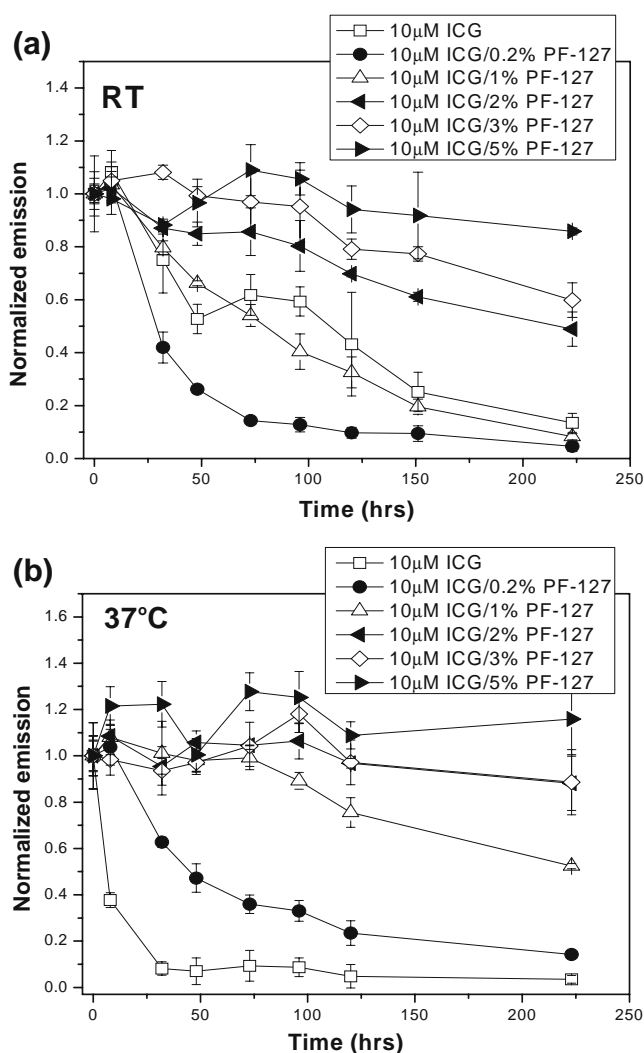 (a)
RT
10μM ICG
10μM ICG/0.2% PF-127
10μM ICG/1% PF-127
10μM ICG/2% PF-127
10μM ICG/3% PF-127
10μM ICG/5% PF-127
Normalized emission
1.4
1.2
1.0
0.8
0.6
0.4
0.2
0.0
0 50 100 150 200 250
Time (hrs)
(b)
37°C
10μM ICG
10μM ICG/0.2% PF-127
10μM ICG/1% PF-127
10μM ICG/2% PF-127
10μM ICG/3% PF-127
10μM ICG/5% PF-127
Normalized emission
1.6
1.4
1.2
1.0
0.8
0.6
0.4
0.2
0.0
0 50 100 150 200 250
Time (hrs)